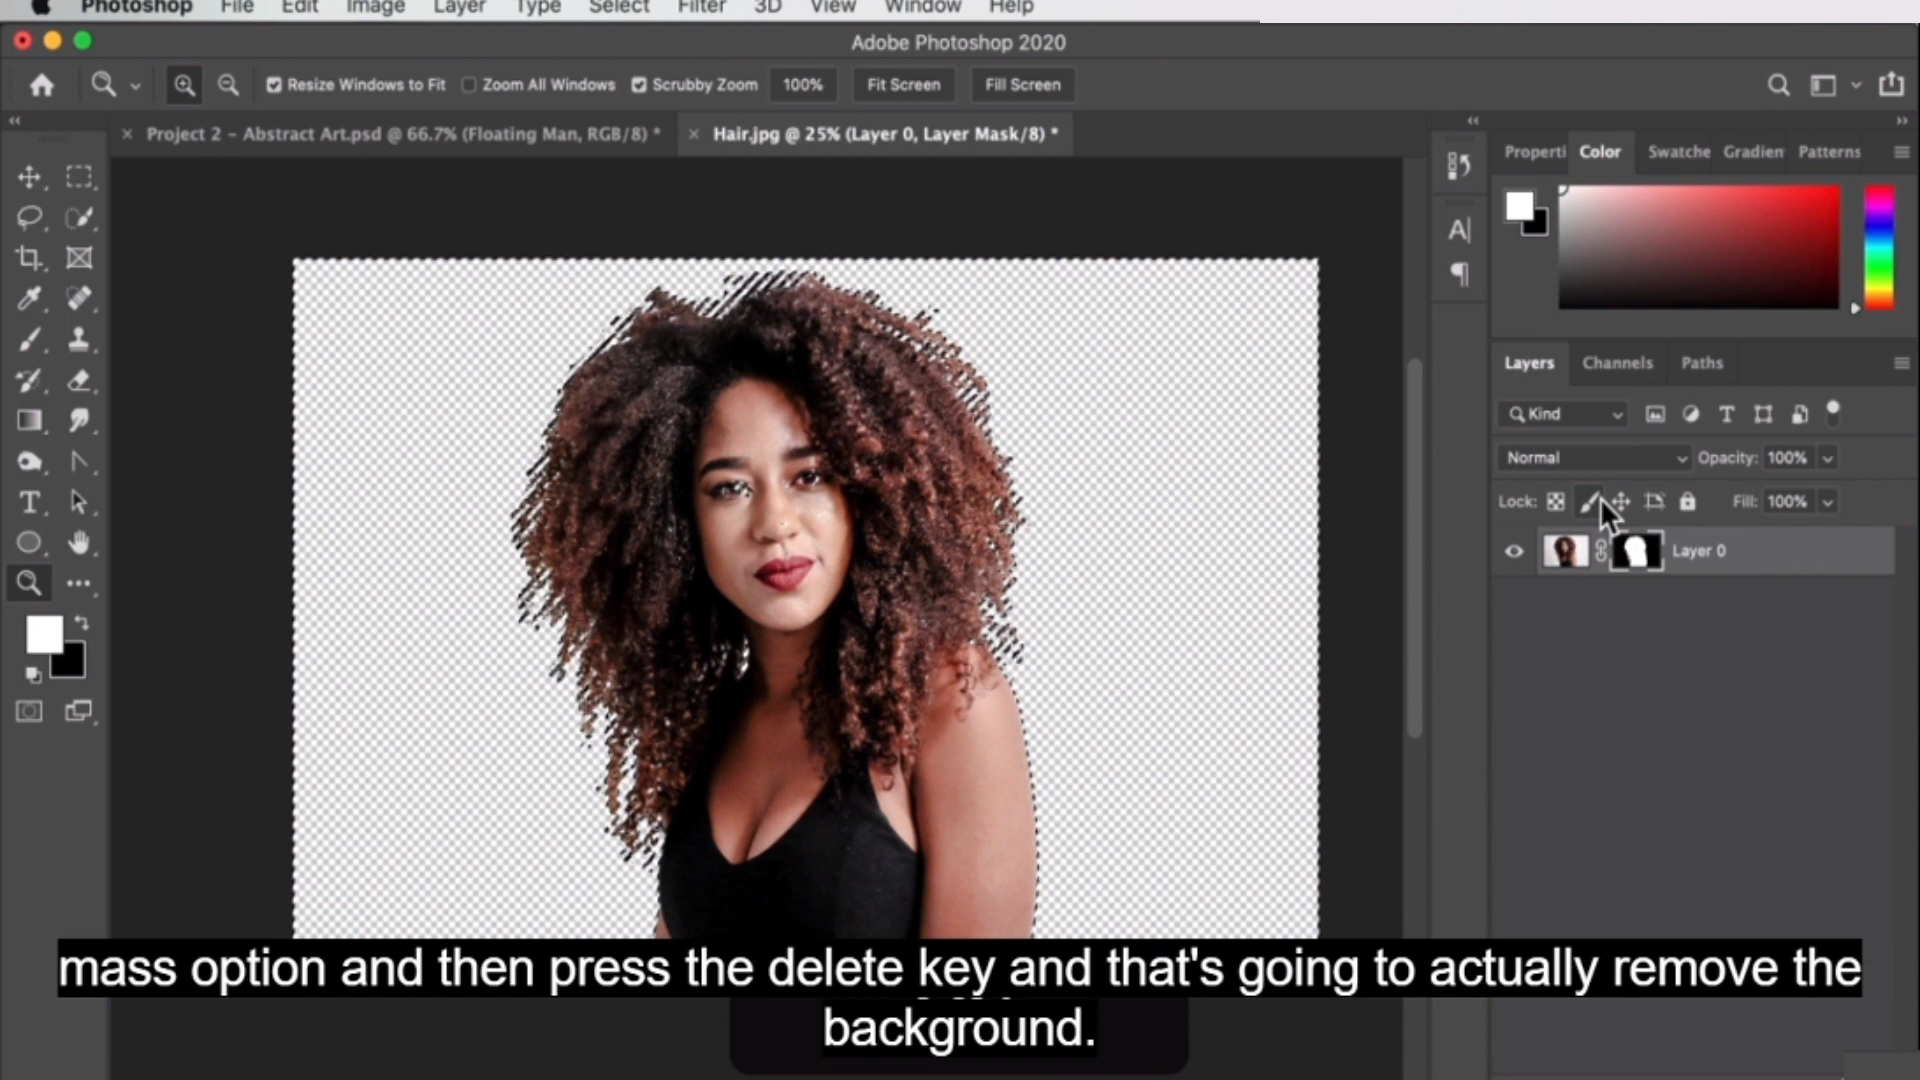 Photoshop File Edit Image Layer Type Select Filter 3D View Window Help
Adobe Photoshop 2020
Resize Windows to Fit Zoom All Windows Scrubby Zoom 100% Fit Screen Fill Screen
Project 2 - Abstract Art.psd @ 66.7% (Floating Man, RGB/8) * Hair.jpg @ 25% (Layer 0, Layer Mask/8) *
Properti Color Swatche Gradien Patterns
Layers Channels Paths
Kind
Normal Opacity: 100%
Lock: Fill: 100%
Layer 0
mass option and then press the delete key and that's going to actually remove the
background.